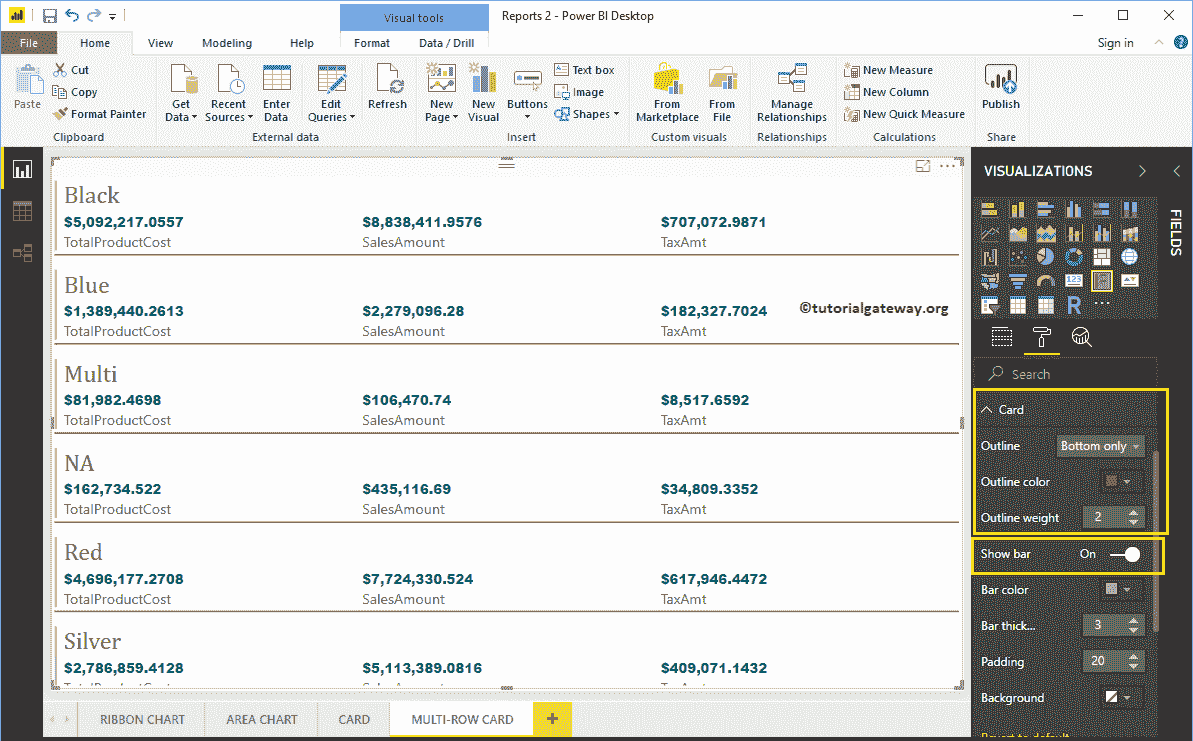 Visual tools
Reports 2 - Power BI Desktop
File Home View Modeling Help Format Data / Drill Sign in
Paste
Cut
Copy
Format Painter
Clipboard
Get Data
Recent Sources
Enter Data
Edit Queries
External data
Refresh
New Page
New Visual
Buttons
Text box
Image
Shapes
Insert
From Marketplace
From File
Custom visuals
Manage Relationships
Relationships
New Measure
New Column
New Quick Measure
Calculations
Publish
Share
Black
$5,092,217.0557 $8,838,411.9576 $707,072.9871
TotalProductCost SalesAmount TaxAmt
Blue
$1,389,440.2613 $2,279,096.28 $182,327.7024
TotalProductCost SalesAmount TaxAmt
©tutorialgateway.org
Multi
$81,982.4698 $106,470.74 $8,517.6592
TotalProductCost SalesAmount TaxAmt
NA
$162,734.522 $435,116.69 $34,809.3352
TotalProductCost SalesAmount TaxAmt
Red
$4,696,177.2708 $7,724,330.524 $617,946.4472
TotalProductCost SalesAmount TaxAmt
Silver
$2,786,859.4128 $5,113,389.0816 $409,071.1432
VISUALIZATIONS
FIELDS
123
R
Search
Card
Outline Bottom only
Outline color
Outline weight 2
Show bar On
Bar color
Bar thick... 3
Padding 20
Background
Revert to default
RIBBON CHART AREA CHART CARD MULTI-ROW CARD +